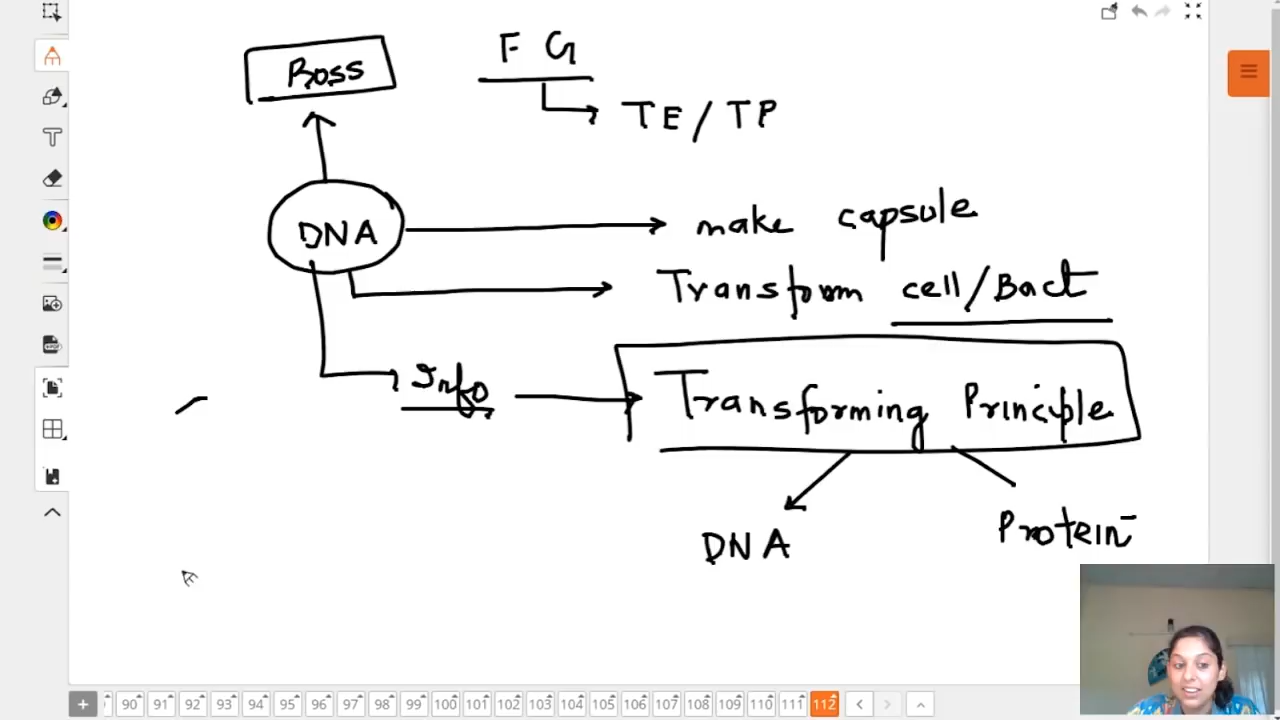 Boss
F G
TE / TP
DNA
make capsule
Transform cell/Bact
Info
Transforming Principle
DNA
Protein
90 91 92 93 94 95 96 97 98 99 100 101 102 103 104 105 106 107 108 109 110 111 112